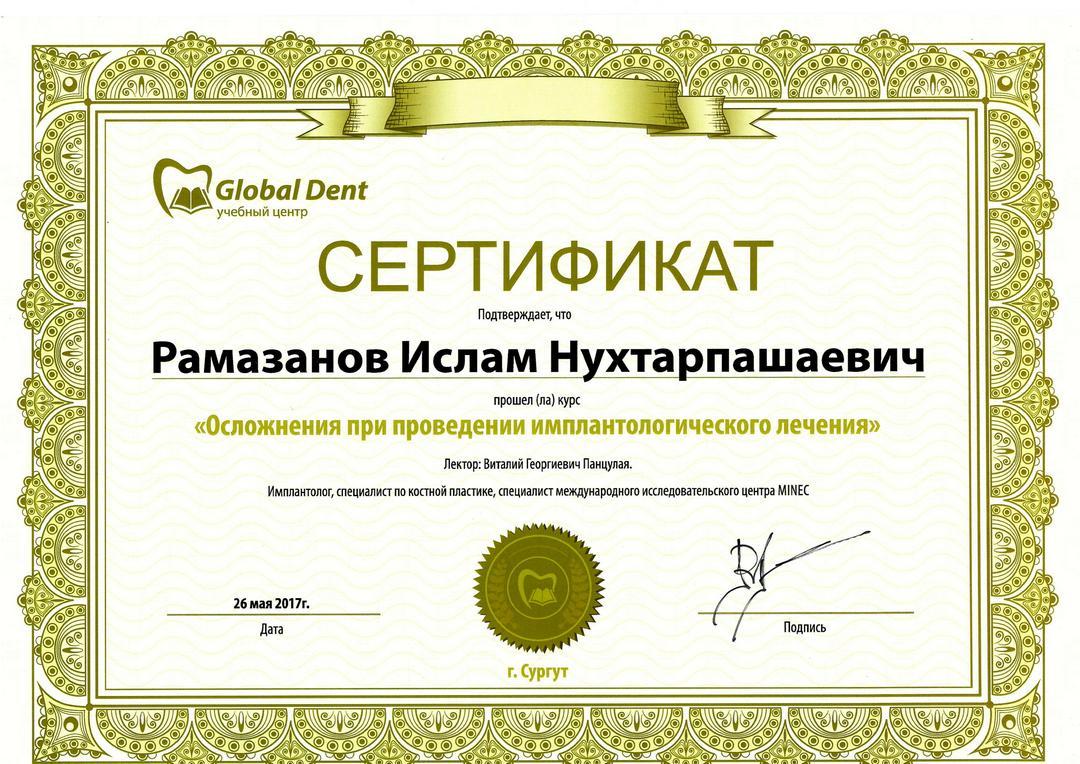 Global Dent
учебный центр
СЕРТИФИКАТ
Подтверждает, что
Рамазанов Ислам Нухтарпашаевич
прошел (ла) курс
«Осложнения при проведении имплантологического лечения»
Лектор: Виталий Георгиевич Панцулая.
Имплантолог, специалист по костной пластике, специалист международного исследовательского центра MINEC
26 мая 2017г.
Дата
Подпись
г. Сургут